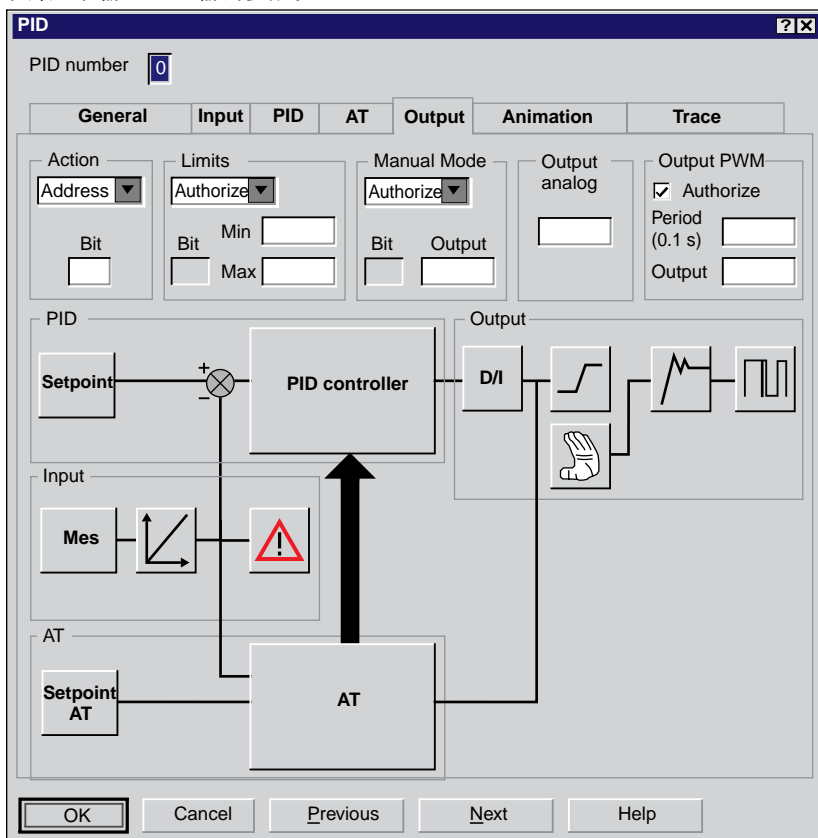 PID
PID number 0
General Input PID AT Output Animation Trace
Action
Address
Bit
Limits
Authorize
Bit
Min
Max
Manual Mode
Authorize
Bit
Output
Output
analog
Output PWM
Authorize
Period
(0.1 s)
Output
PID
Setpoint
+
−
PID controller
Output
D/I
Input
Mes
!
AT
Setpoint
AT
AT
OK Cancel Previous Next Help